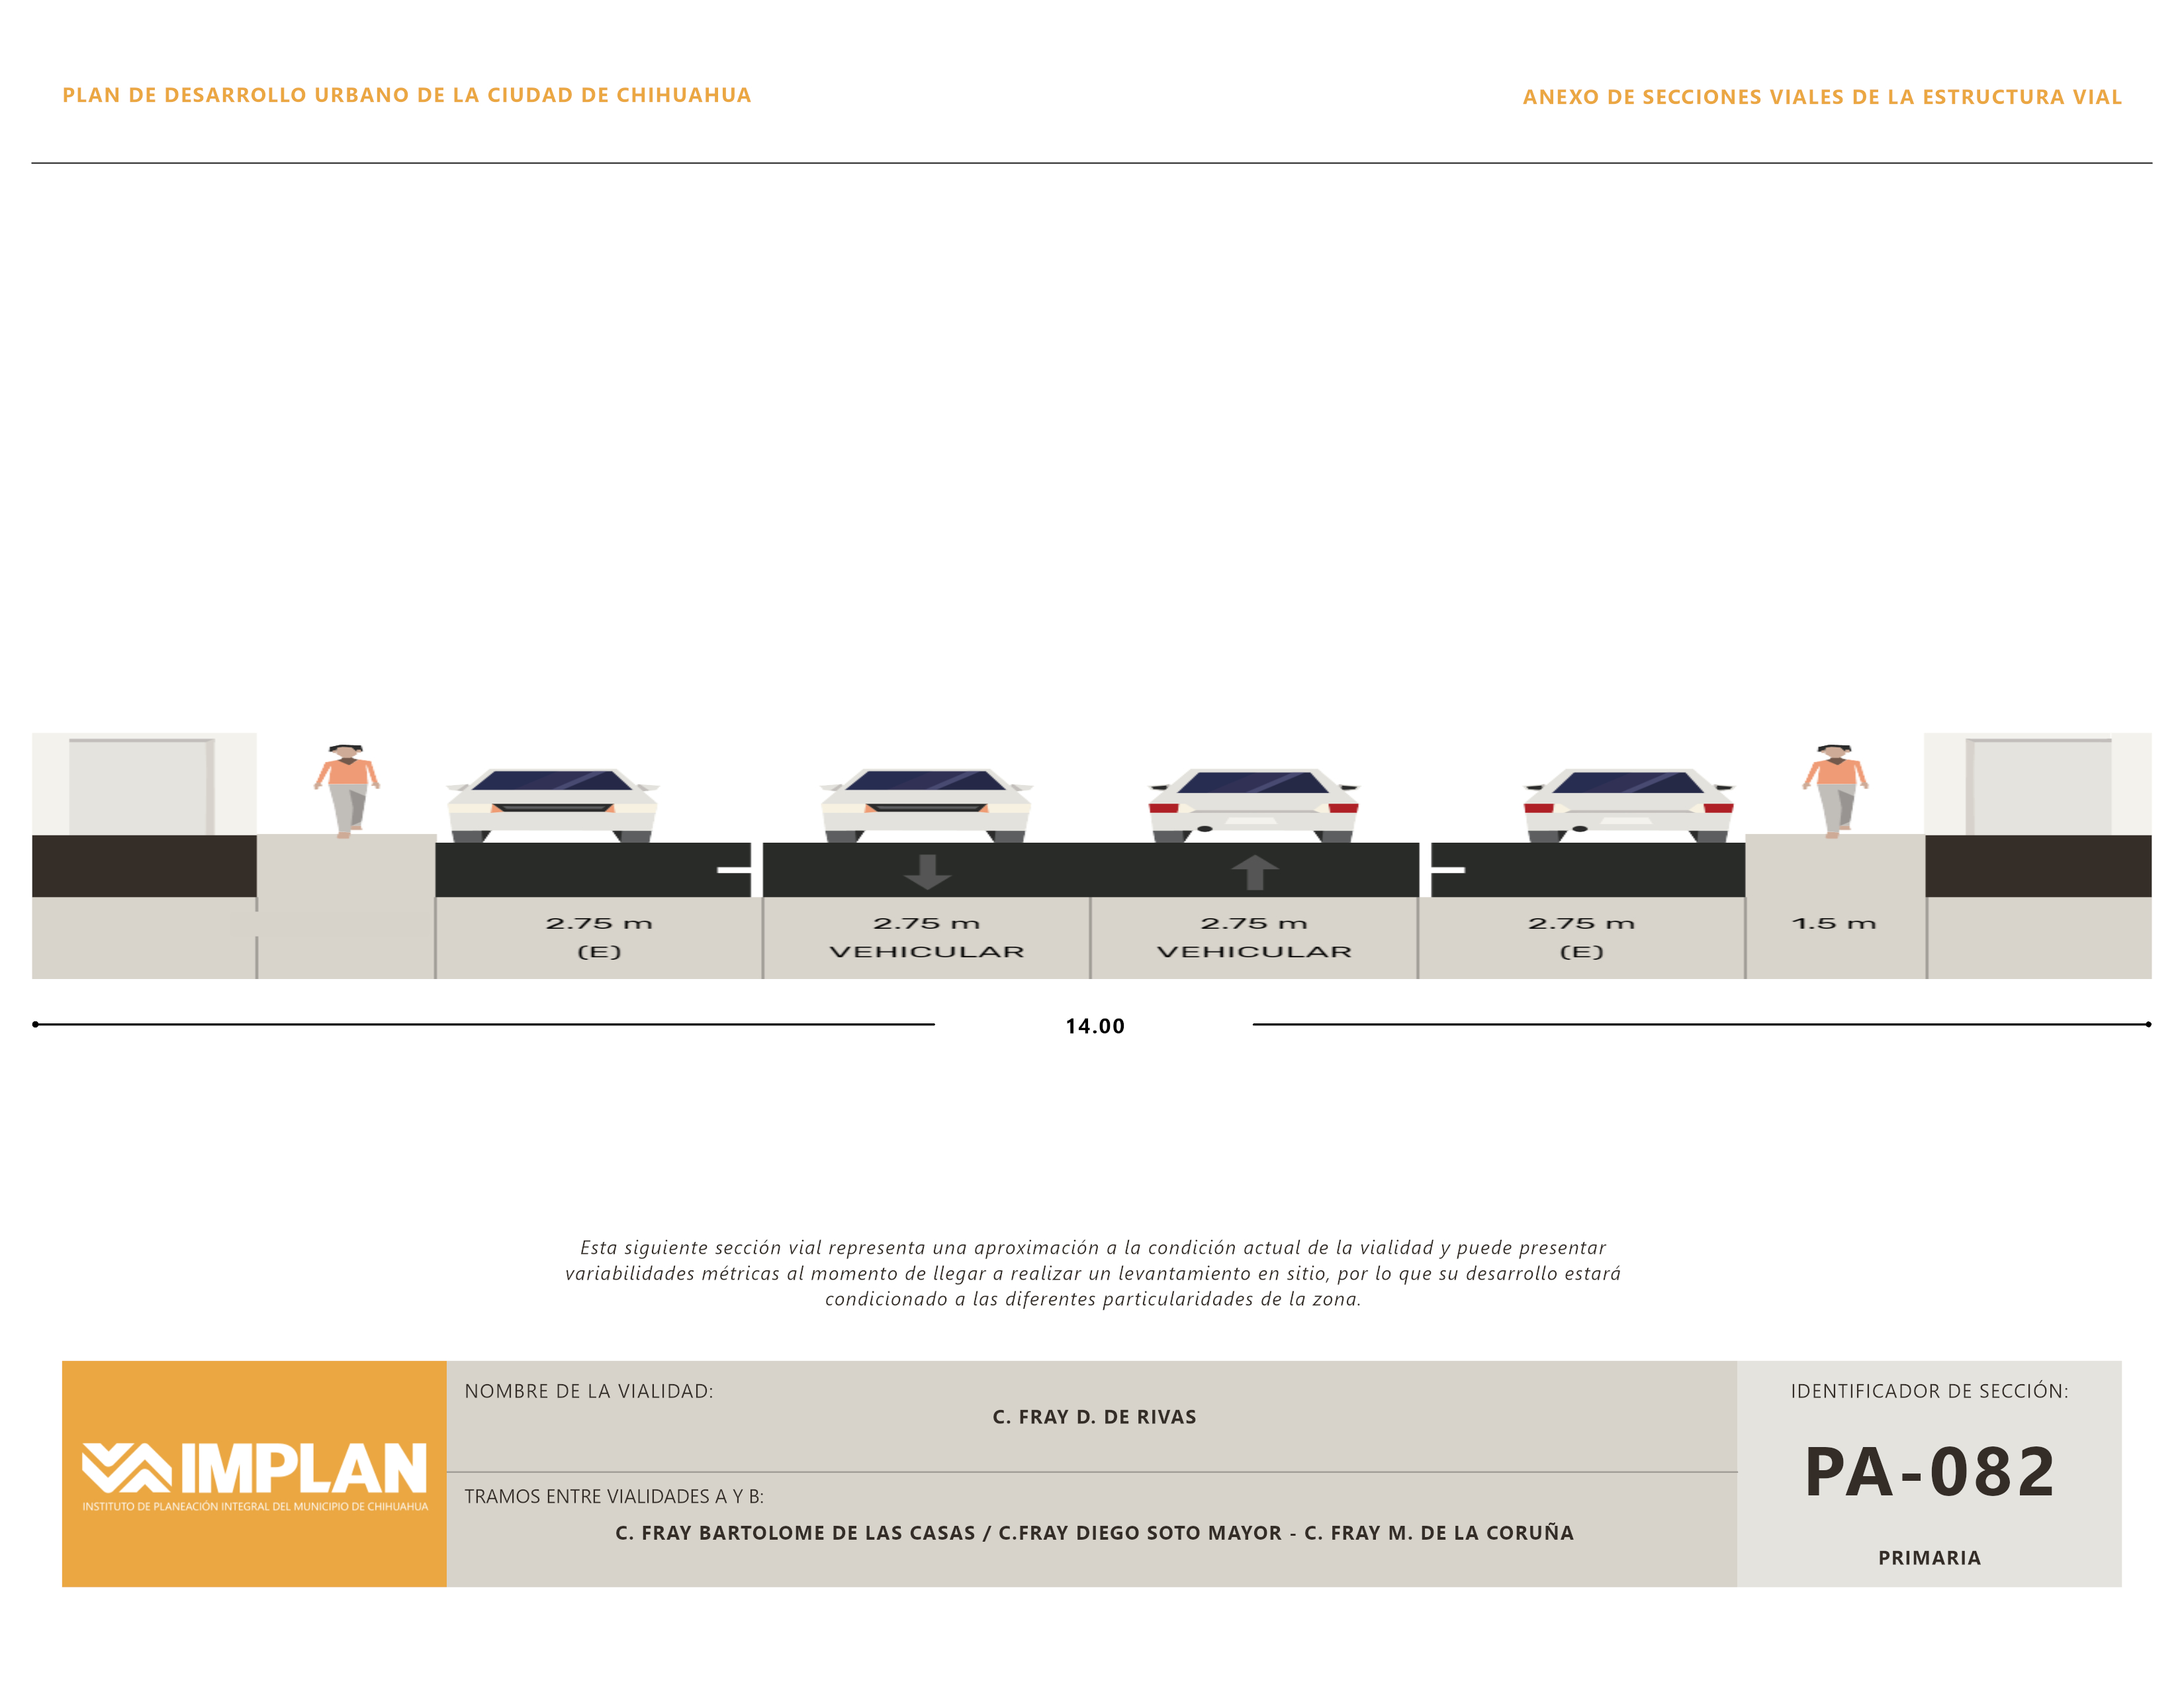 PLAN DE DESARROLLO URBANO DE LA CIUDAD DE CHIHUAHUA
ANEXO DE SECCIONES VIALES DE LA ESTRUCTURA VIAL
2.75 m
(E)
2.75 m
VEHICULAR
2.75 m
VEHICULAR
2.75 m
(E)
1.5 m
14.00
Esta siguiente sección vial representa una aproximación a la condición actual de la vialidad y puede presentar
variabilidades métricas al momento de llegar a realizar un levantamiento en sitio, por lo que su desarrollo estará
condicionado a las diferentes particularidades de la zona.
IMPLAN
INSTITUTO DE PLANEACIÓN INTEGRAL DEL MUNICIPIO DE CHIHUAHUA
NOMBRE DE LA VIALIDAD:
C. FRAY D. DE RIVAS
TRAMOS ENTRE VIALIDADES A Y B:
C. FRAY BARTOLOME DE LAS CASAS / C.FRAY DIEGO SOTO MAYOR - C. FRAY M. DE LA CORUÑA
IDENTIFICADOR DE SECCIÓN:
PA-082
PRIMARIA